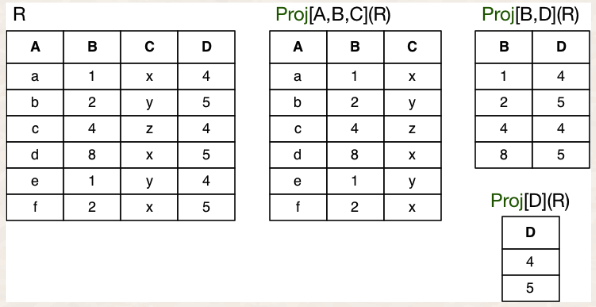 R
A B C D
a 1 x 4
b 2 y 5
c 4 z 4
d 8 x 5
e 1 y 4
f 2 x 5
Proj[A,B,C](R)
A B C
a 1 x
b 2 y
c 4 z
d 8 x
e 1 y
f 2 x
Proj[B,D](R)
B D
1 4
2 5
4 4
8 5
Proj[D](R)
D
4
5